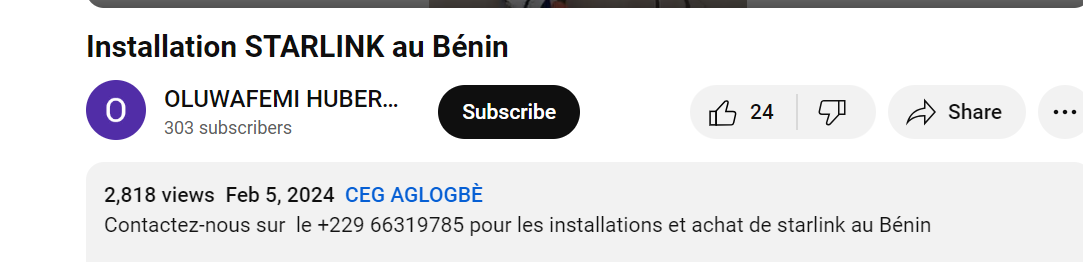 Installation STARLINK au Bénin
O
OLUWAFEMI HUBER...
303 subscribers
Subscribe
24
Share
2,818 views Feb 5, 2024 CEG AGLOGBÈ
Contactez-nous sur le +229 66319785 pour les installations et achat de starlink au Bénin